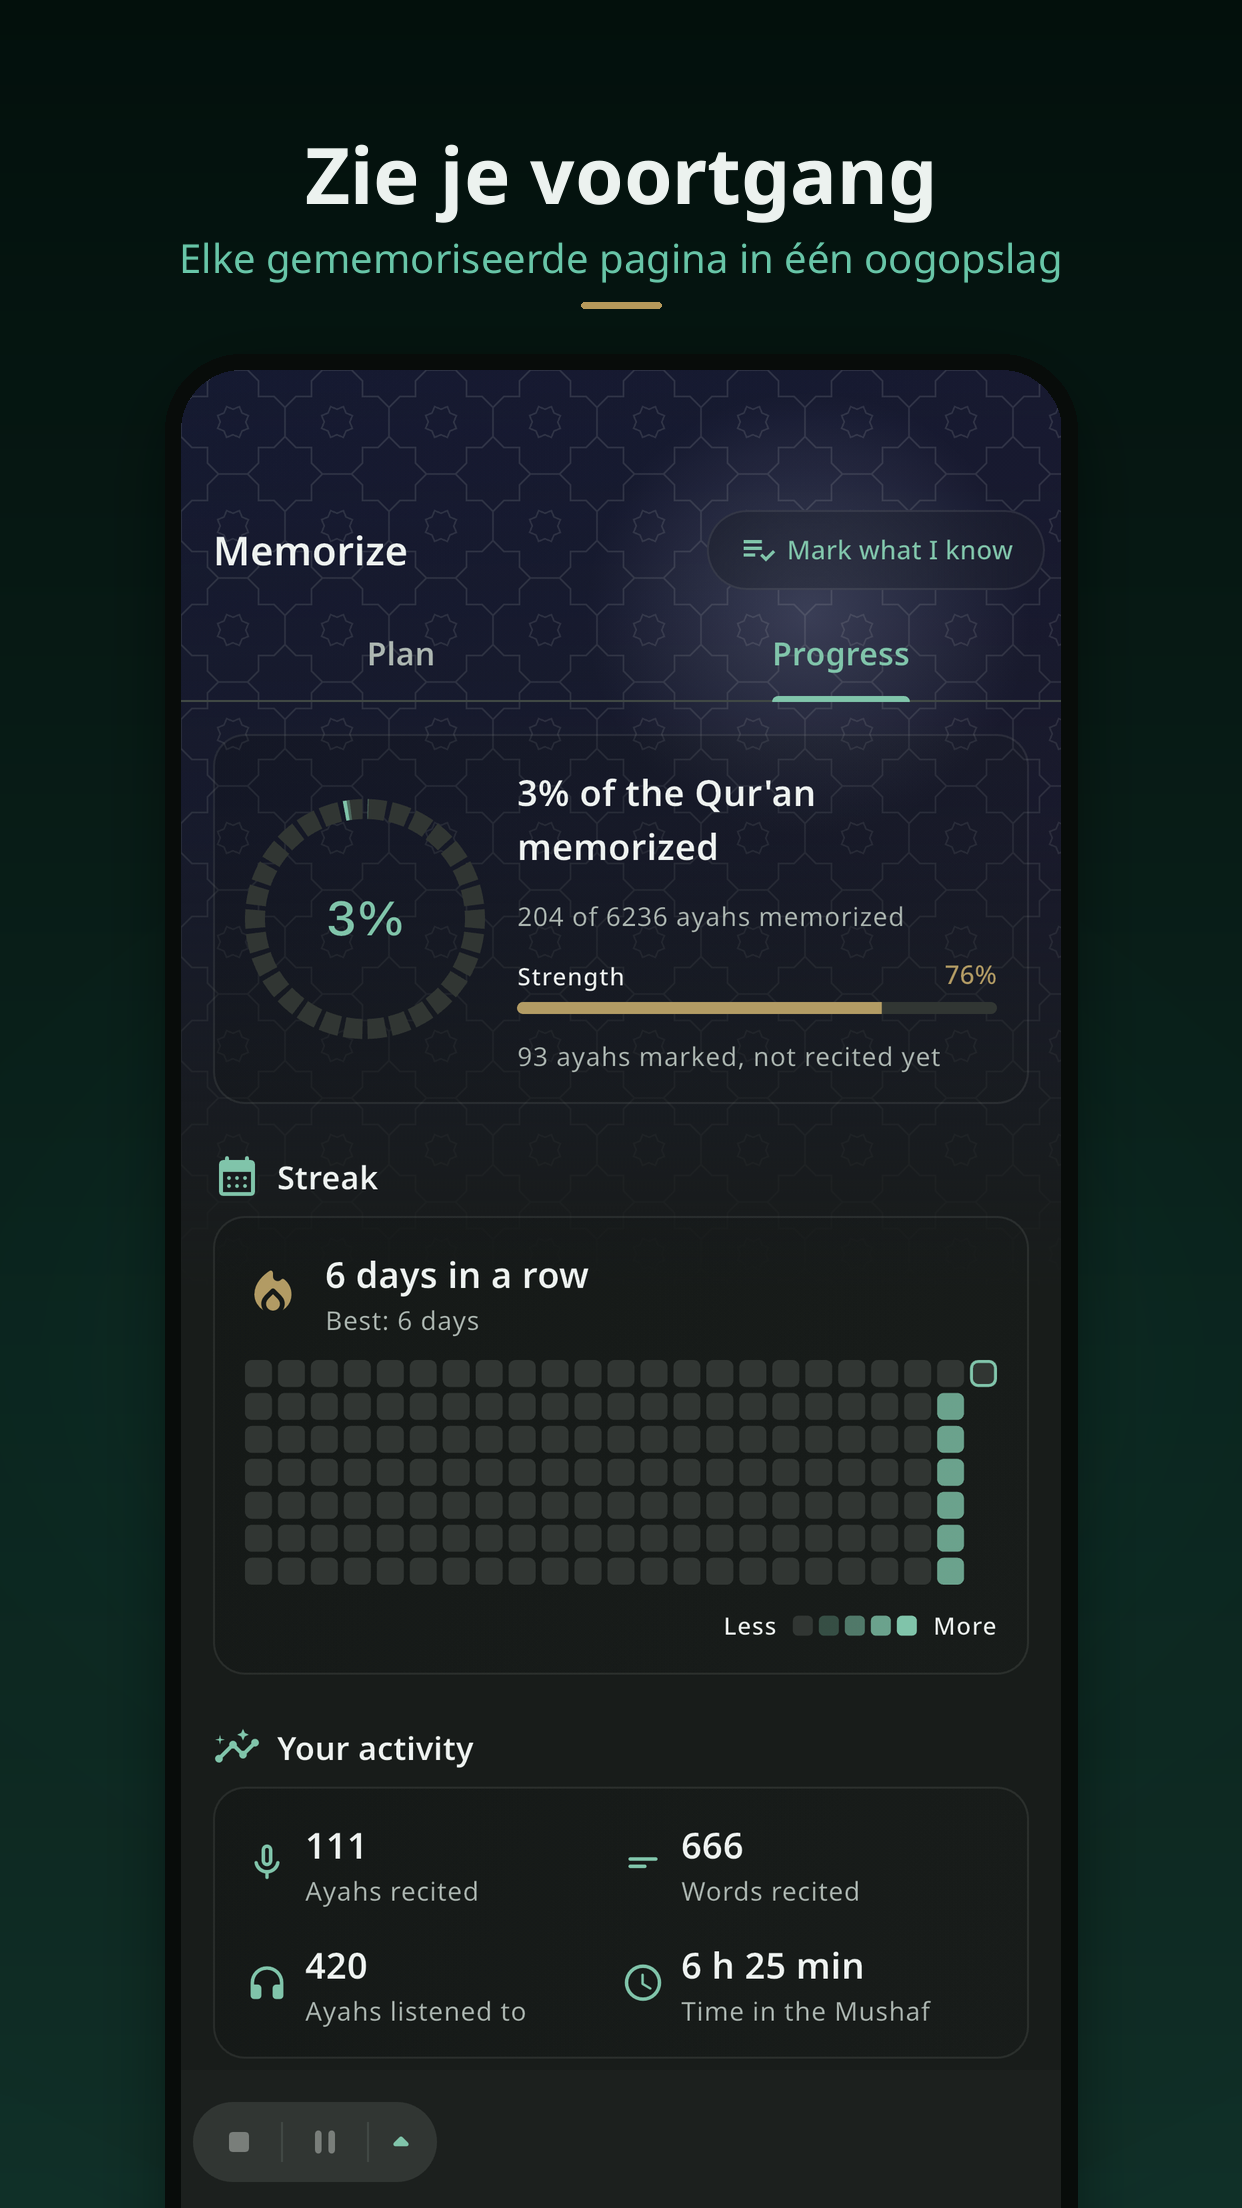 Zie je voortgang
Elke gememoriseerde pagina in één oogopslag
Memorize
Mark what I know
Plan
Progress
3%
3% of the Qur'an
memorized
204 of 6236 ayahs memorized
Strength
76%
93 ayahs marked, not recited yet
Streak
6 days in a row
Best: 6 days
Less
More
Your activity
111
Ayahs recited
666
Words recited
420
Ayahs listened to
6 h 25 min
Time in the Mushaf